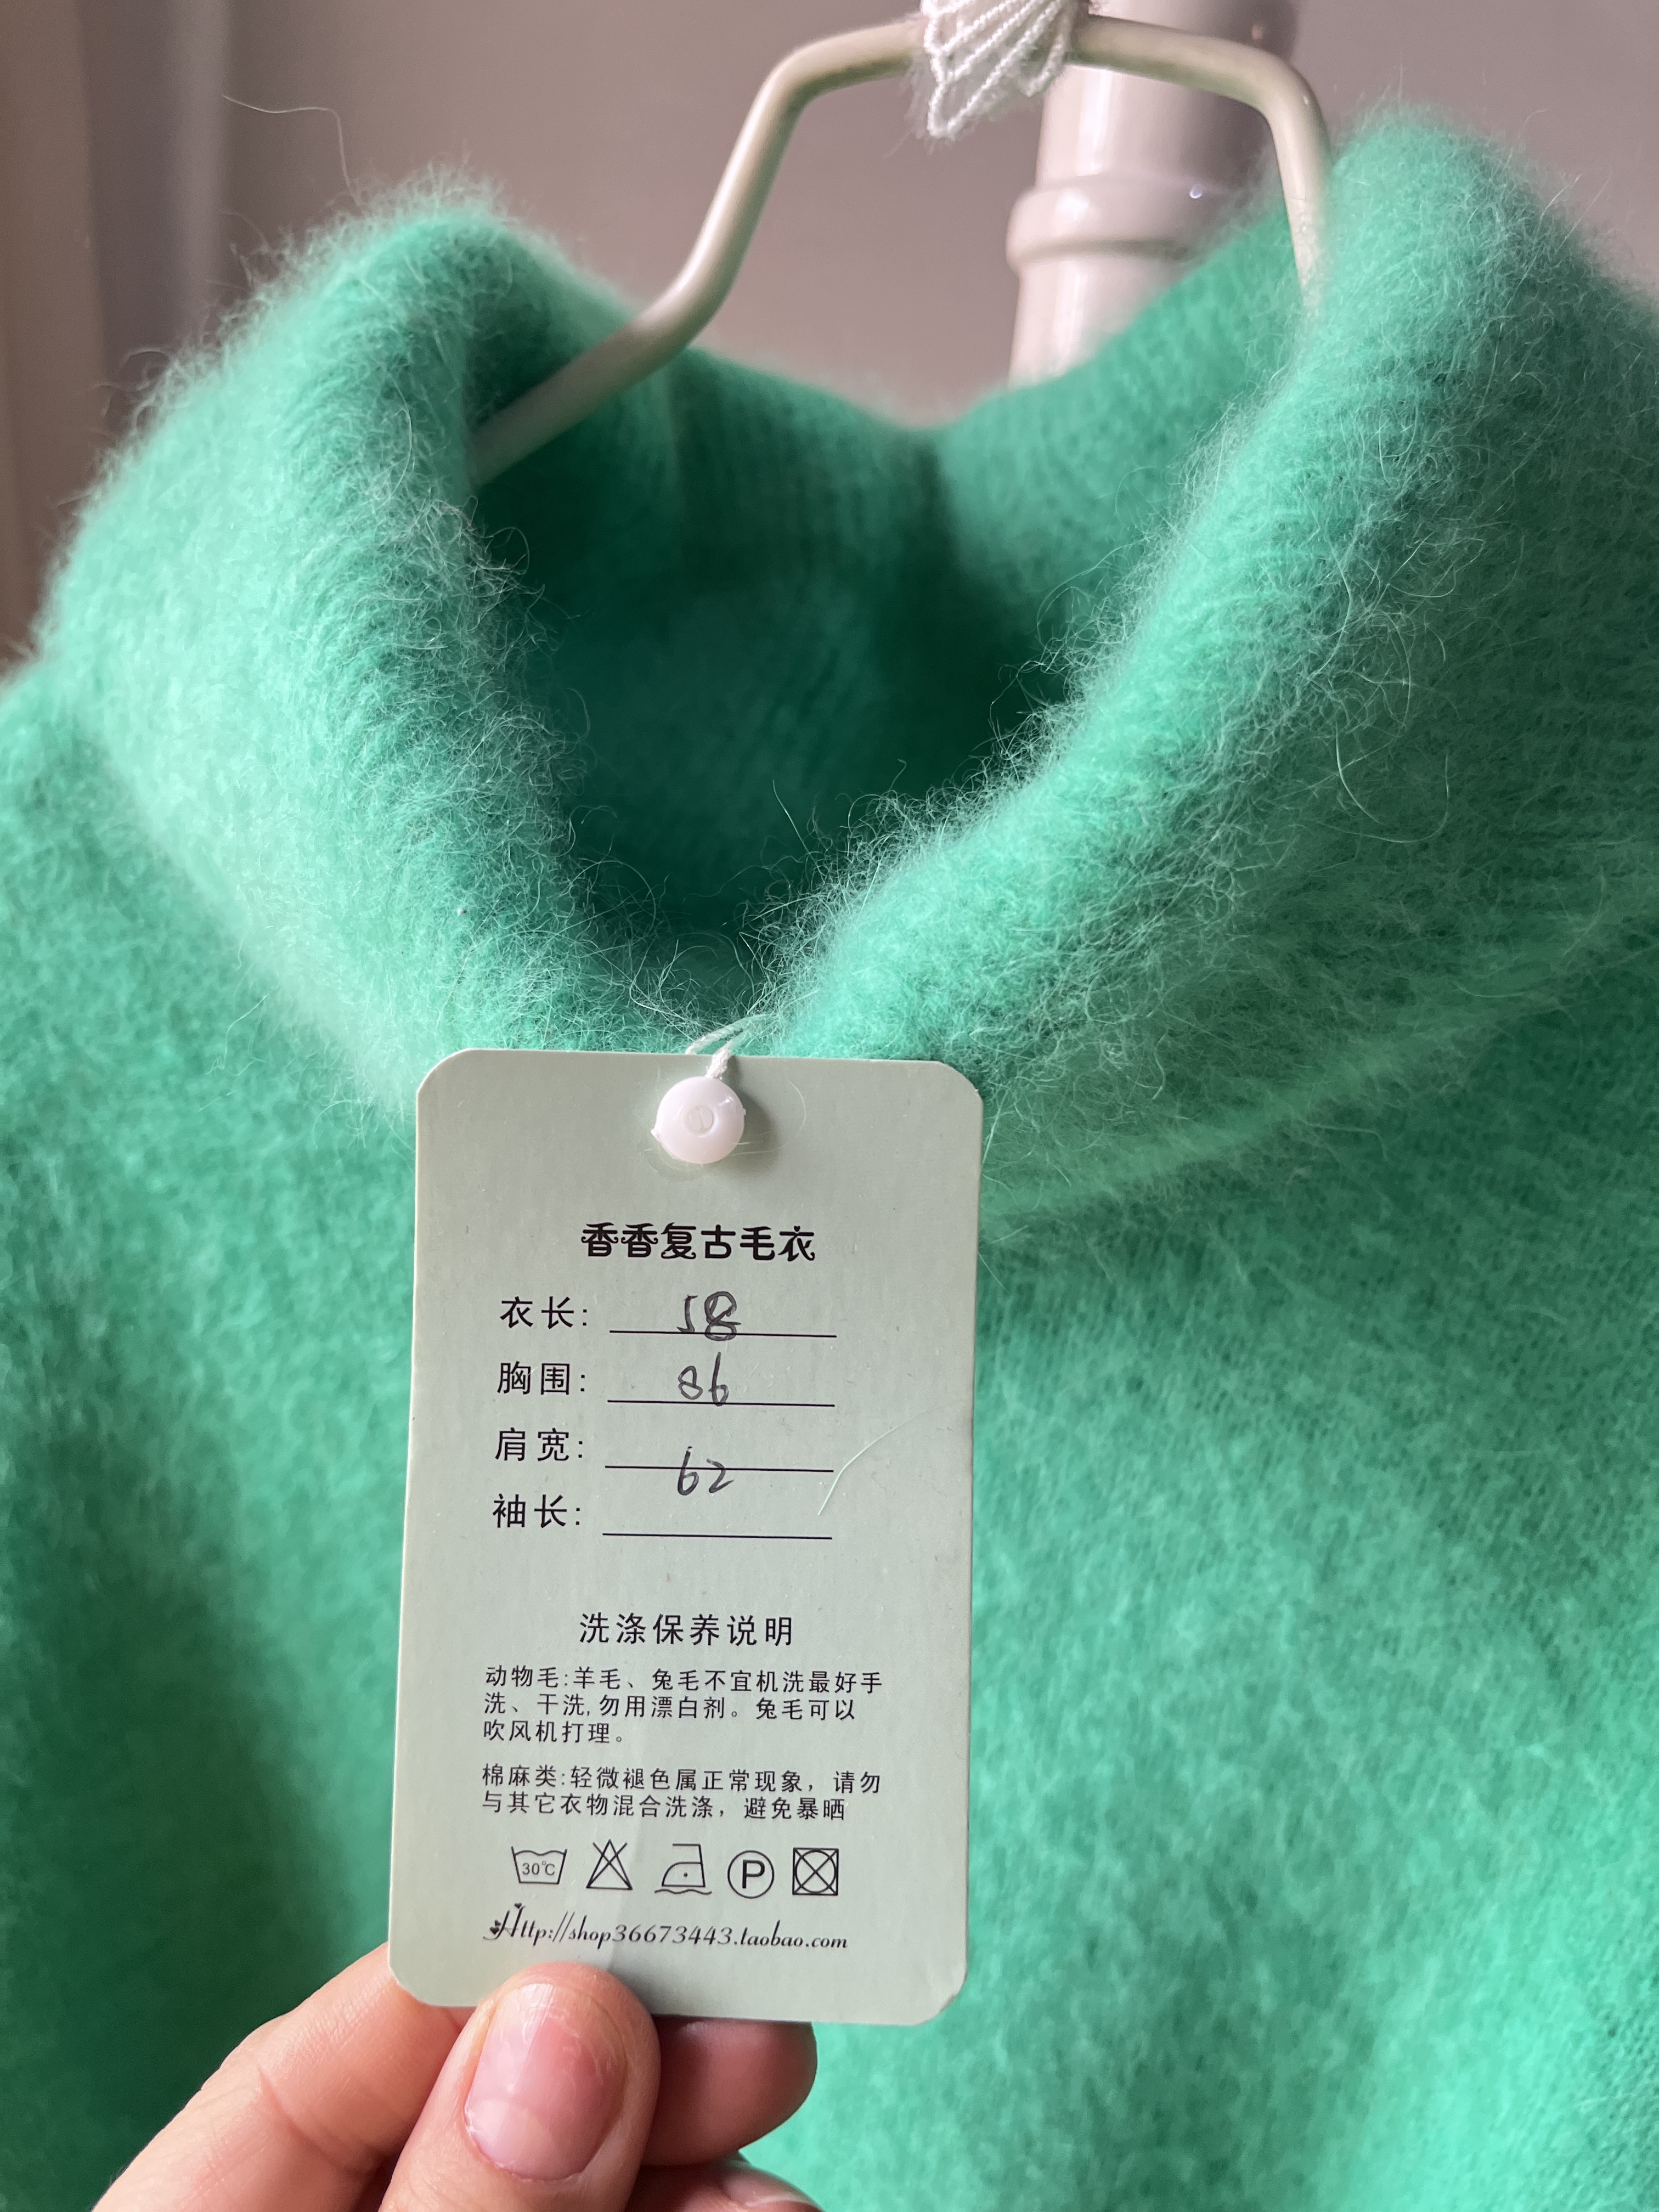 香香复古毛衣
衣长: 58
胸围: 86
肩宽:
62
袖长:
洗涤保养说明
动物毛:羊毛、兔毛不宜机洗最好手
洗、干洗,勿用漂白剂。兔毛可以
吹风机打理。
棉麻类:轻微褪色属正常现象，请勿
与其它衣物混合洗涤，避免暴晒
30℃ P
Http://shop36673443.taobao.com